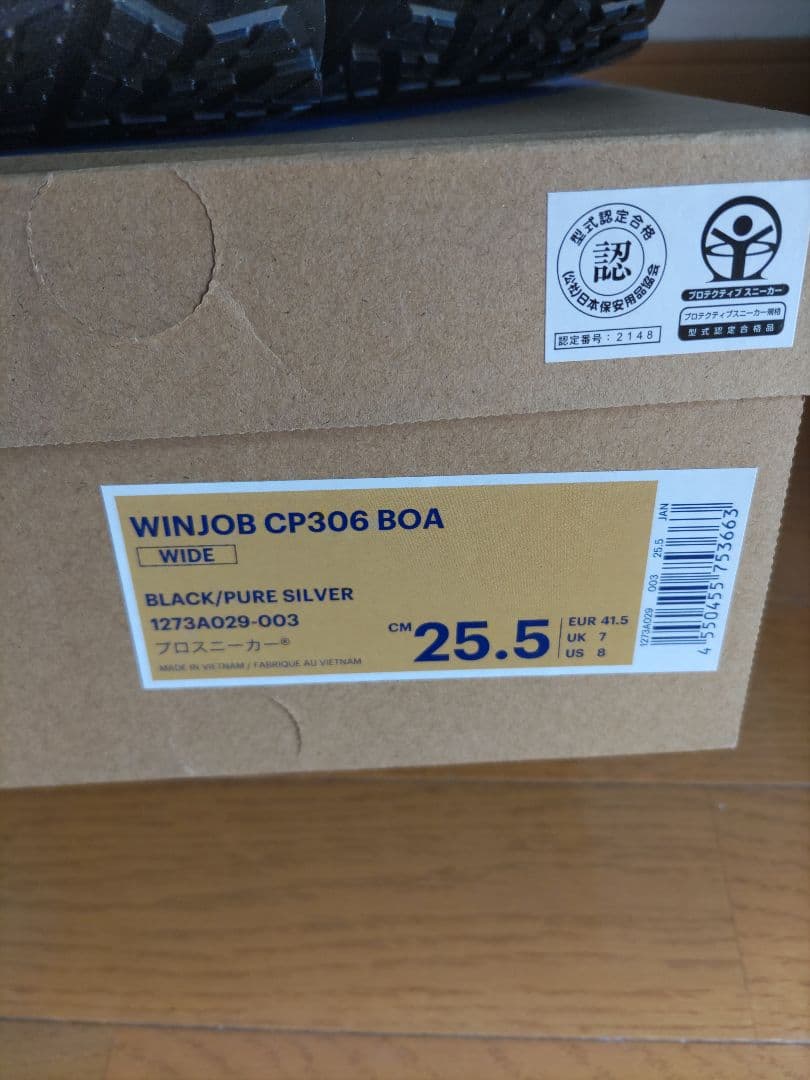 型式認定合格
認
(公社)日本保安用品協会
認定番号:2148
プロテクティブ スニーカー
プロテクティブスニーカー規格
型式認定合格品
WINJOB CP306 BOA
WIDE
BLACK/PURE SILVER
1273A029-003
プロスニーカー®
MADE IN VIETNAM / FABRIQUE AU VIETNAM
CM 25.5
EUR 41.5
UK 7
US 8
1273A029 003 25.5 JAN
4 550455 753663